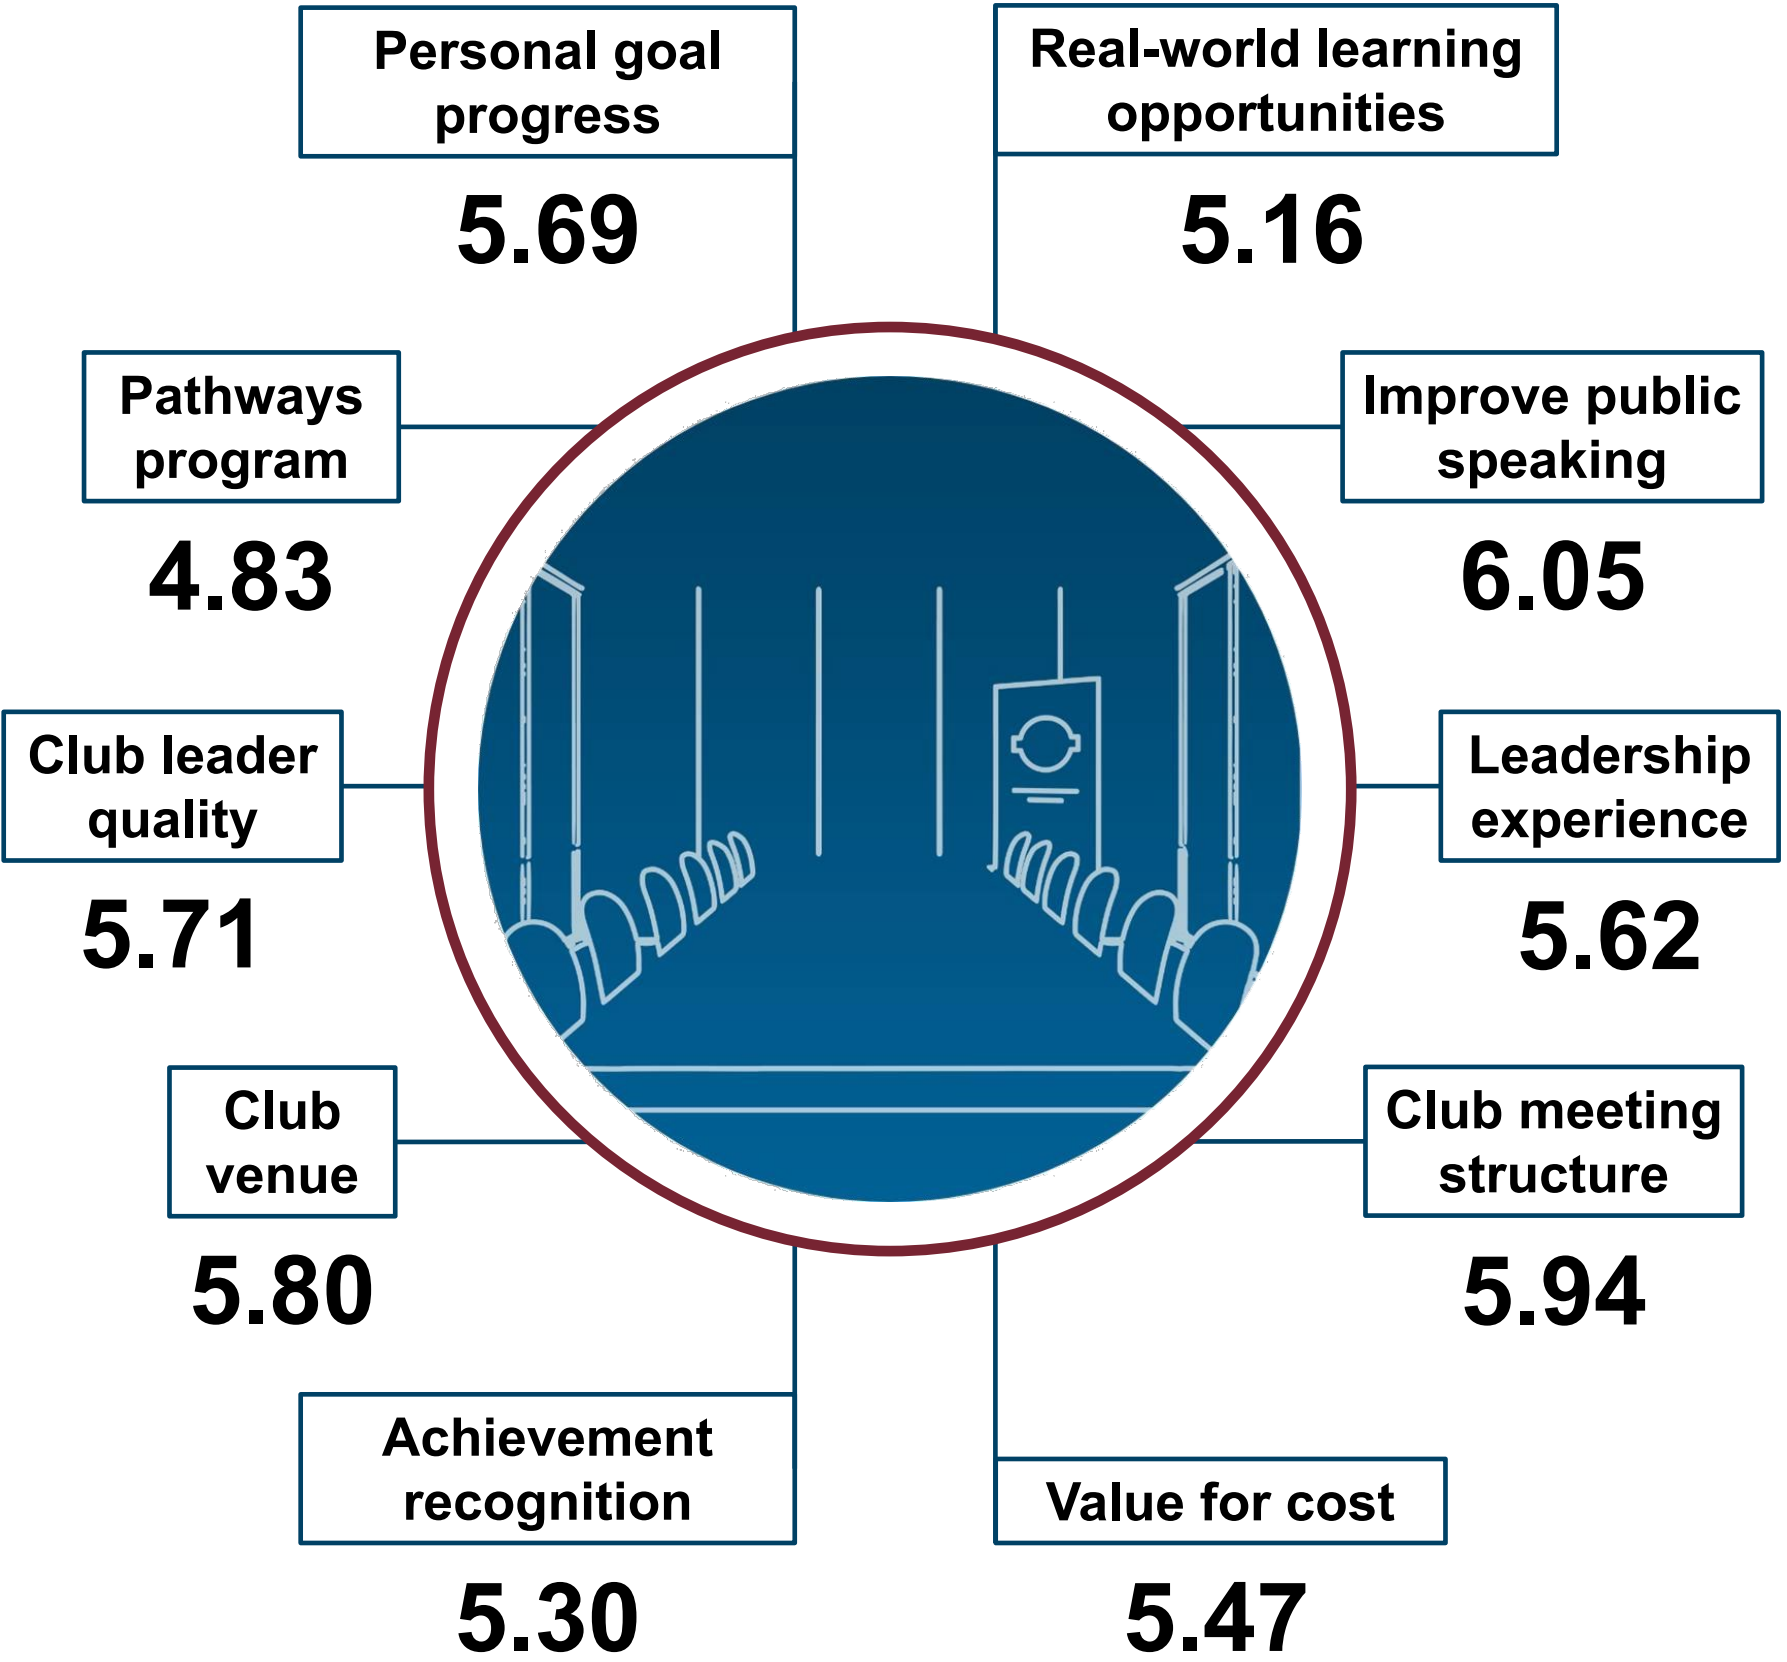 Personal goal
progress
5.69
Real-world learning
opportunities
5.16
Pathways
program
4.83
Improve public
speaking
6.05
Club leader
quality
5.71
Leadership
experience
5.62
Club
venue
5.80
Club meeting
structure
5.94
Achievement
recognition
5.30
Value for cost
5.47